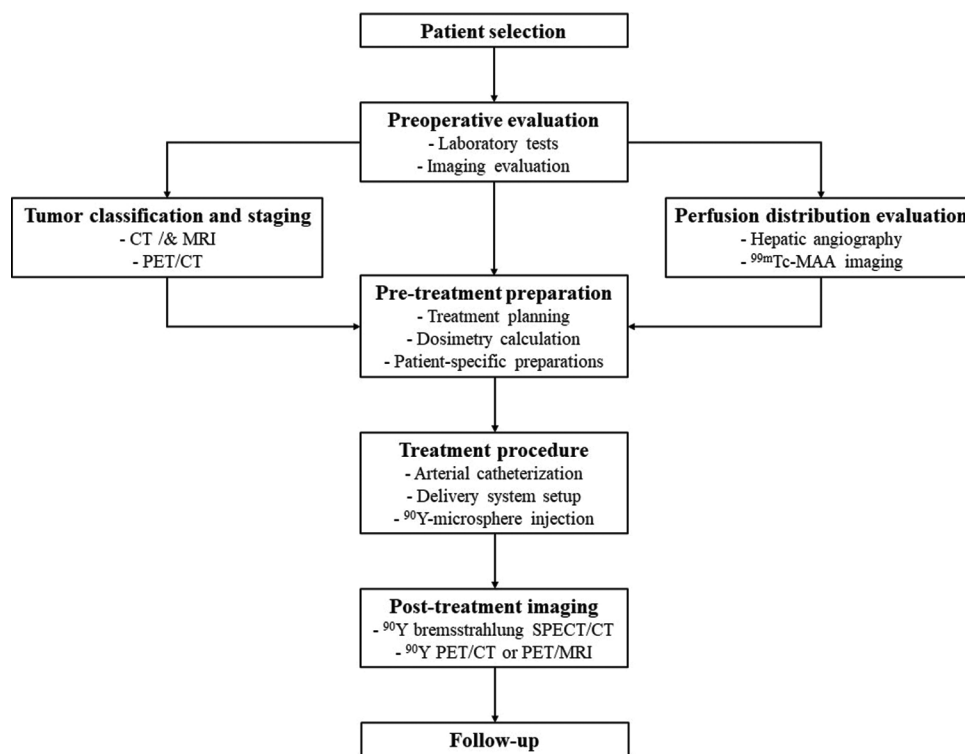 Patient selection
Preoperative evaluation
- Laboratory tests
- Imaging evaluation
Tumor classification and staging
- CT /& MRI
- PET/CT
Perfusion distribution evaluation
- Hepatic angiography
- ⁹⁹ᵐTc-MAA imaging
Pre-treatment preparation
- Treatment planning
- Dosimetry calculation
- Patient-specific preparations
Treatment procedure
- Arterial catheterization
- Delivery system setup
- ⁹⁰Y-microsphere injection
Post-treatment imaging
- ⁹⁰Y bremsstrahlung SPECT/CT
- ⁹⁰Y PET/CT or PET/MRI
Follow-up